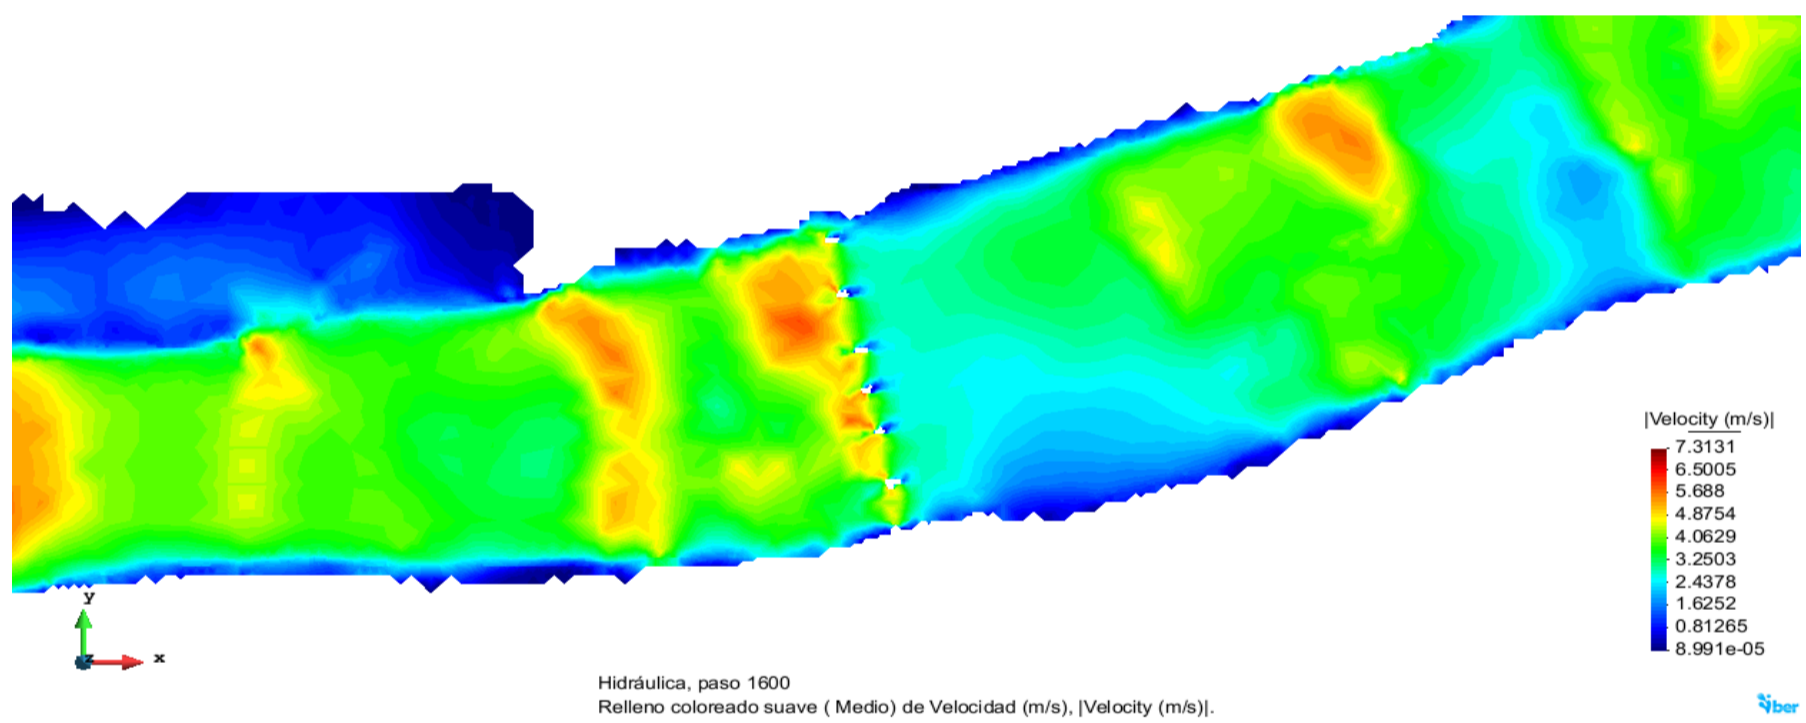 |Velocity (m/s)|
7.3131
6.5005
5.688
4.8754
4.0629
3.2503
2.4378
1.6252
0.81265
8.991e-05
y
z
x
Hidráulica, paso 1600
Relleno coloreado suave ( Medio) de Velocidad (m/s), |Velocity (m/s)|.
iber